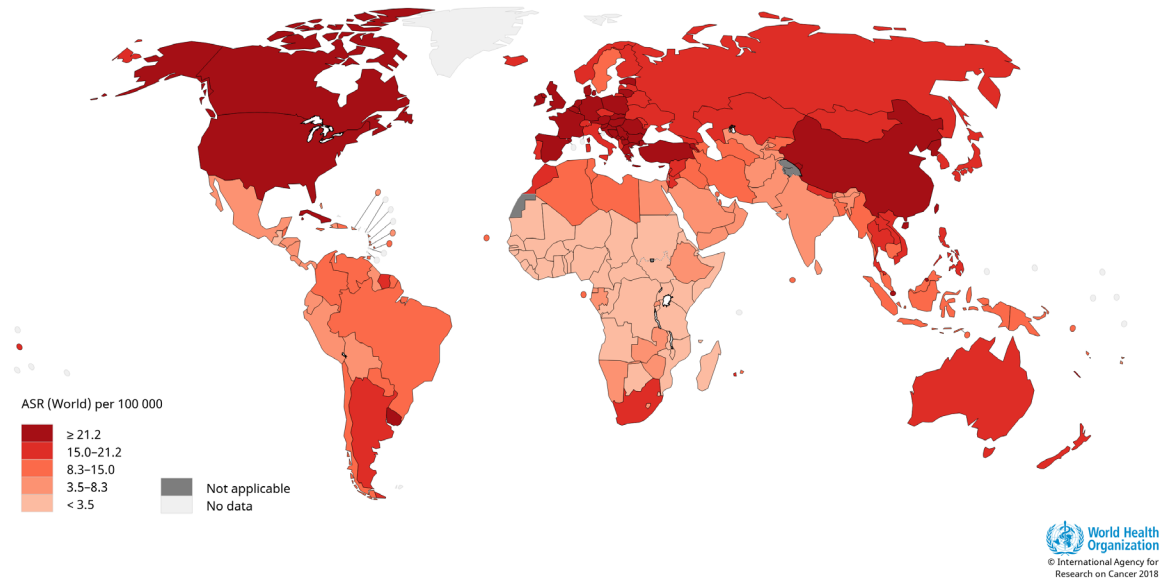 ASR (World) per 100 000
≥ 21.2
15.0–21.2
8.3–15.0
3.5–8.3
< 3.5
Not applicable
No data
World Health
Organization
© International Agency for
Research on Cancer 2018